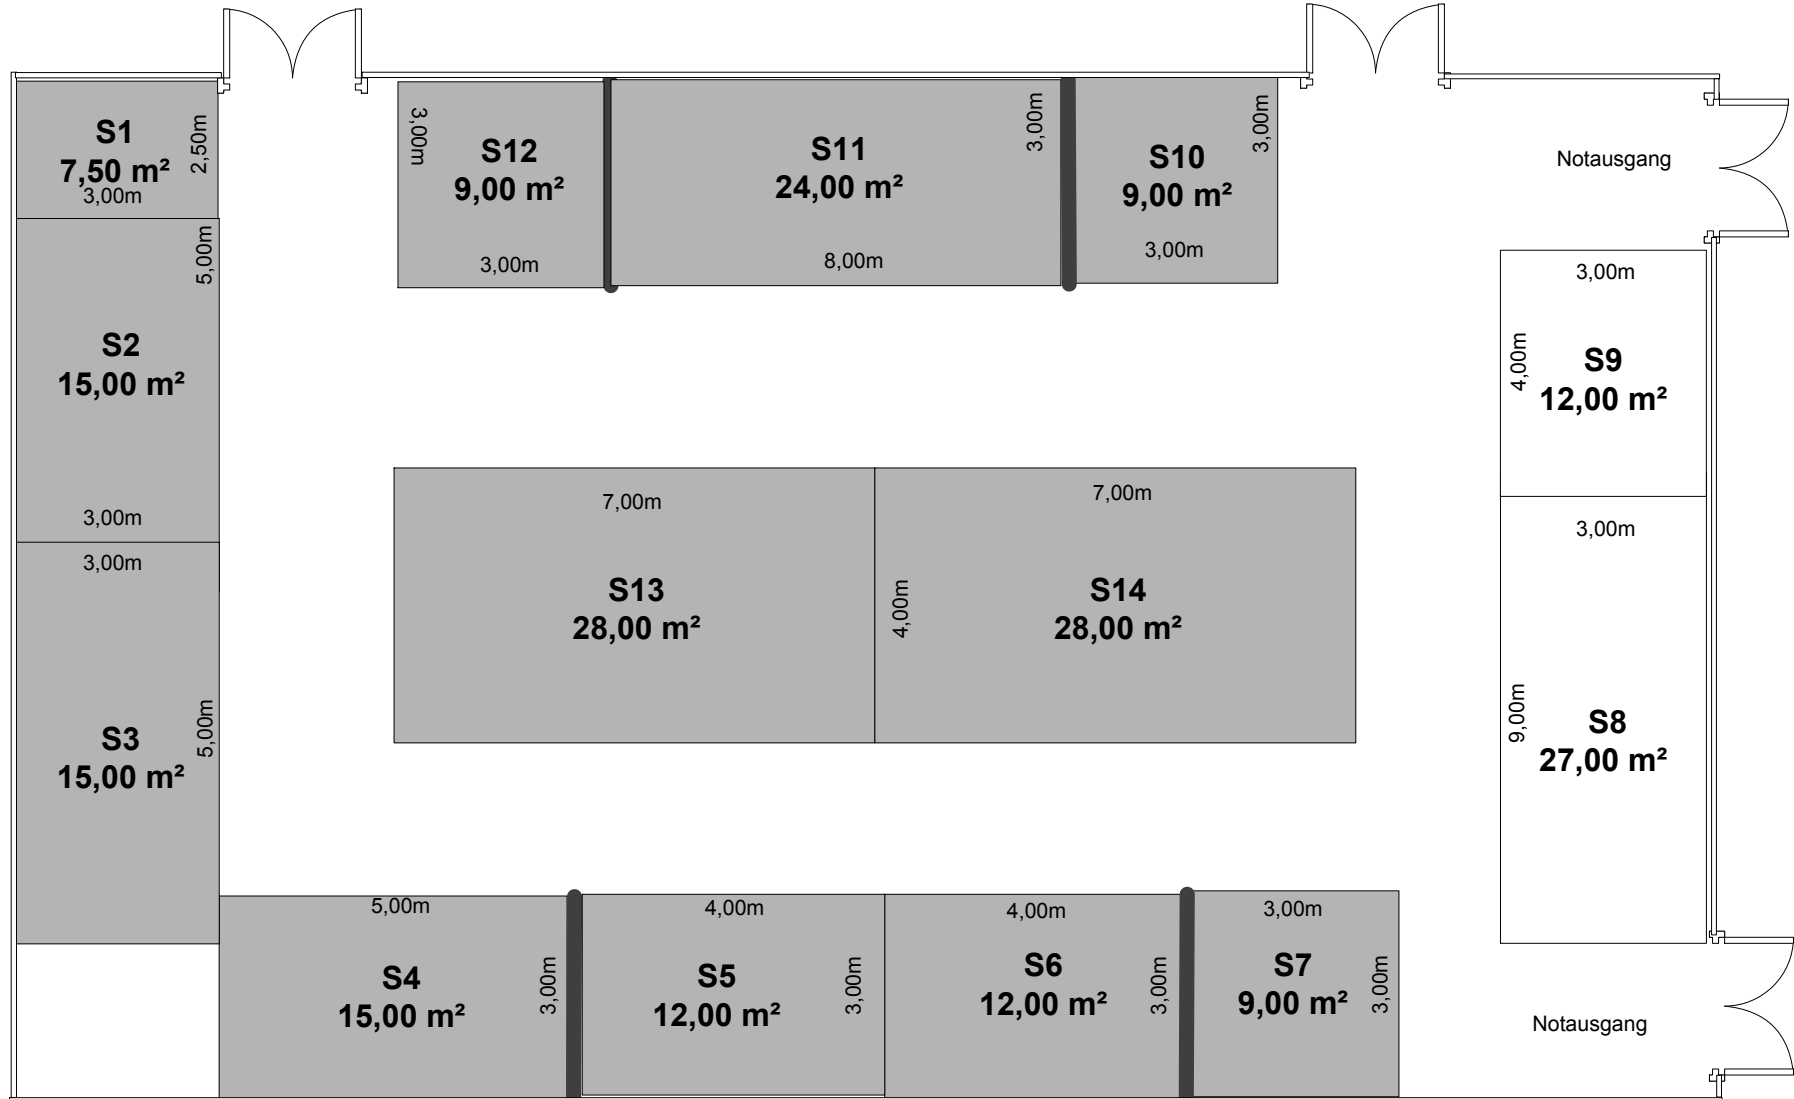 S1
7,50 m²
3,00m
2,50m
5,00m
S2
15,00 m²
3,00m
3,00m
S3
15,00 m²
5,00m
3,00m
S12
9,00 m²
3,00m
S11
24,00 m²
8,00m
3,00m
S10
9,00 m²
3,00m
3,00m
Notausgang
3,00m
4,00m
S9
12,00 m²
7,00m
S13
28,00 m²
7,00m
4,00m
S14
28,00 m²
3,00m
9,00m
S8
27,00 m²
5,00m
S4
15,00 m²
3,00m
4,00m
S5
12,00 m²
3,00m
4,00m
S6
12,00 m²
3,00m
3,00m
S7
9,00 m²
3,00m
Notausgang